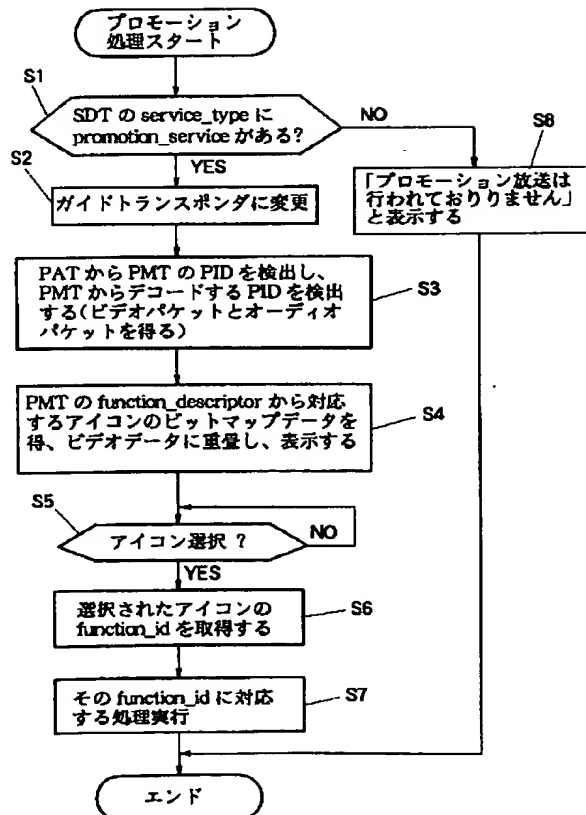 プロモーション
処理スタート
S1
SDT の service_type に
promotion_service がある?
NO
S8
「プロモーション放送は
行われておりりません」
と表示する
YES
S2
ガイドトランスポンダに変更
PAT から PMT の PID を検出し、
PMT からデコードする PID を検出
する(ビデオパケットとオーディオ
パケットを得る)
S3
PMT の function_descriptor から対応
するアイコンのビットマップデータを
得、ビデオデータに重畳し、表示する
S4
S5
アイコン選択 ?
NO
YES
選択されたアイコンの
function_id を取得する
S6
その function_id に対応
する処理実行
S7
エンド